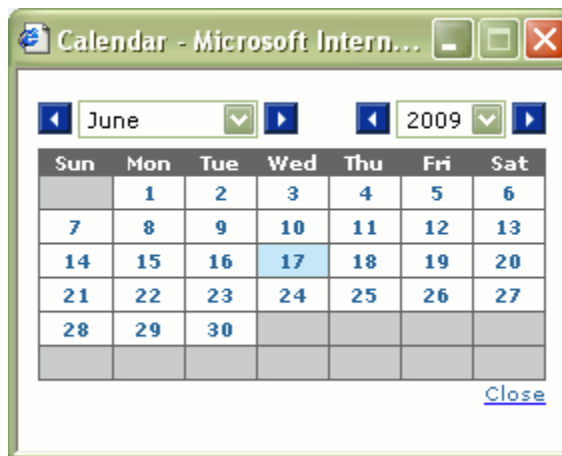 Calendar - Microsoft Intern...
June 2009
Sun Mon Tue Wed Thu Fri Sat
1 2 3 4 5 6
7 8 9 10 11 12 13
14 15 16 17 18 19 20
21 22 23 24 25 26 27
28 29 30
Close